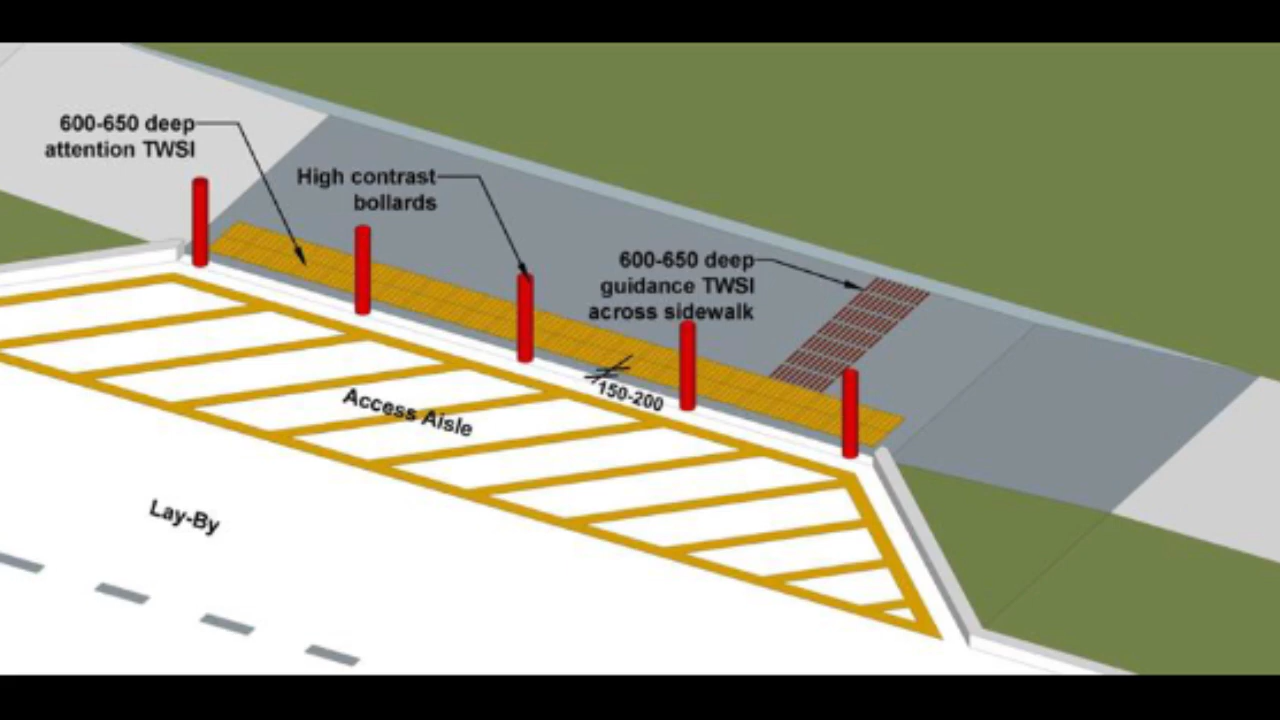 600-650 deep
attention TWSI
High contrast
bollards
600-650 deep
guidance TWSI
across sidewalk
150-200
Access Aisle
Lay-By